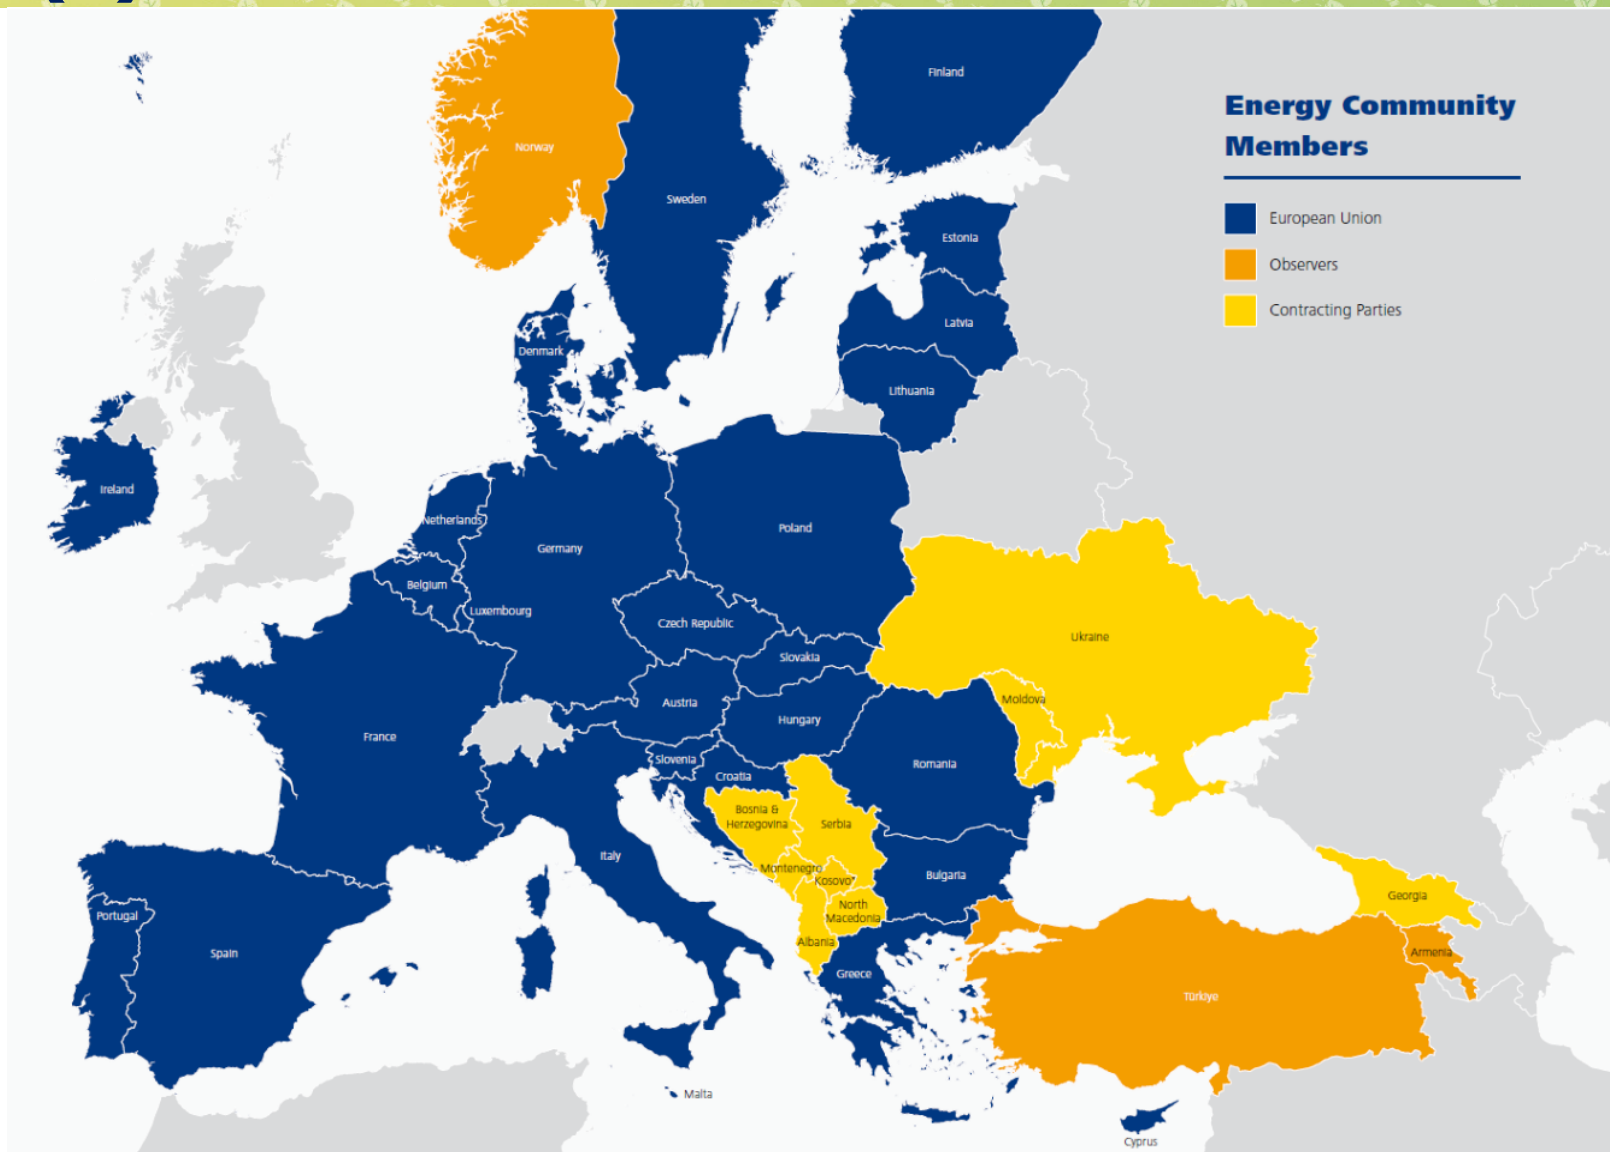 Finland
Energy Community
Members
Norway
Sweden
European Union
Estonia
Observers
Contracting Parties
Latvia
Denmark
Lithuania
Ireland
Netherlands
Poland
Germany
Belgium
Luxembourg
Czech Republic
Ukraine
Slovakia
Moldova
Austria
Hungary
France
Slovenia
Romania
Croatia
Bosnia &
Herzegovina
Serbia
Italy
Montenegro
Kosovo*
Bulgaria
Georgia
North
Macedonia
Portugal
Albania
Spain
Armenia
Greece
Türkiye
Malta
Cyprus